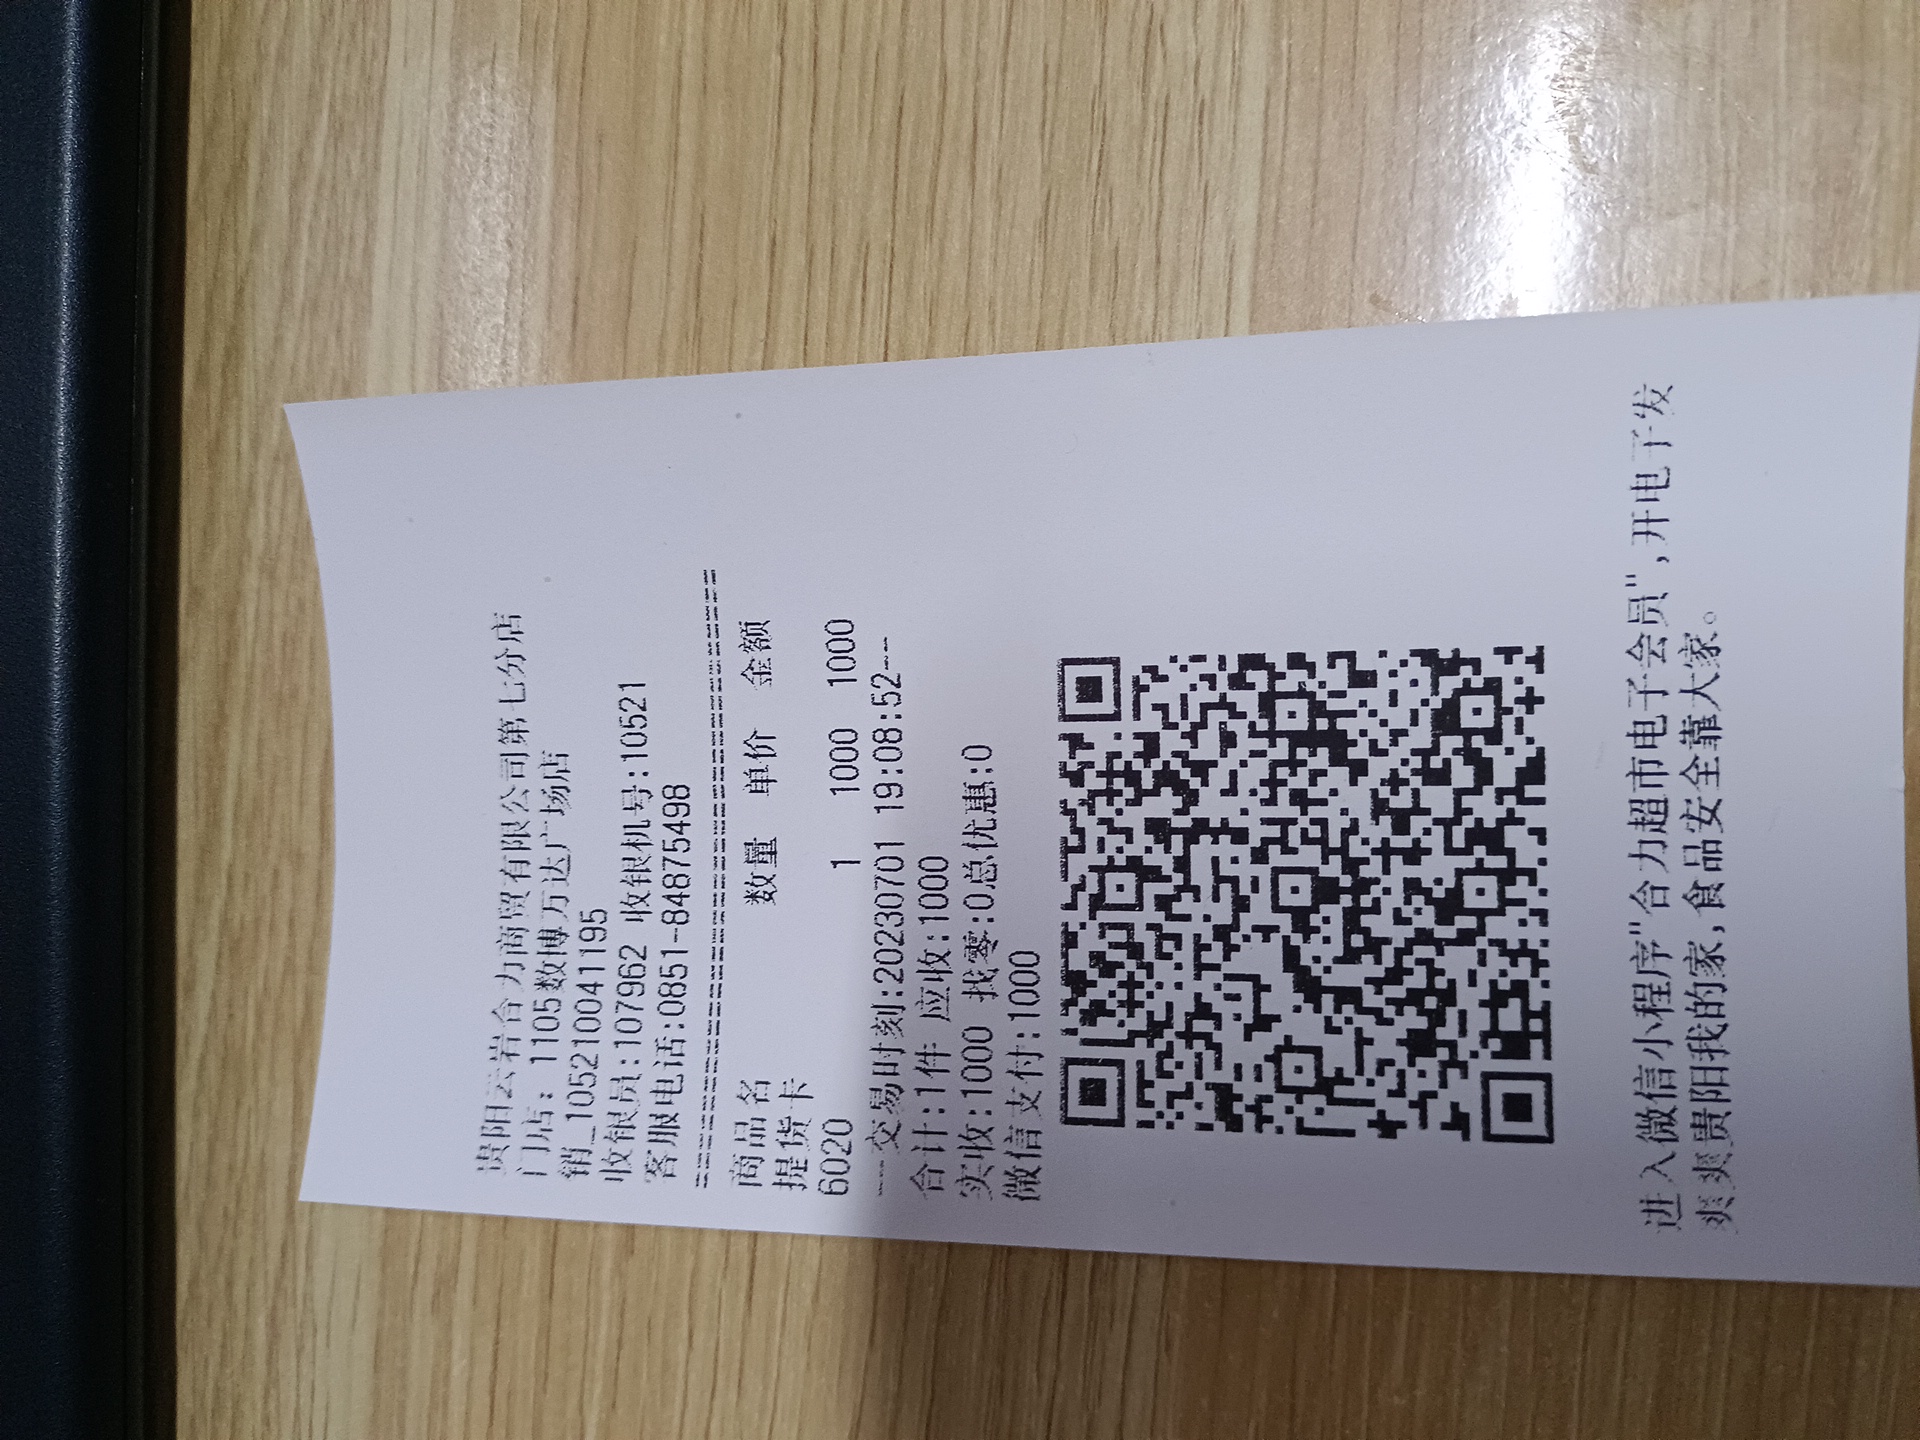 贵阳云岩合力商贸有限公司第七分店
门店: 1105数博万达广场店
销_105210041195
收银员:107962 收银机号:10521
客服电话:0851-84875498
商品名 数量 单价 金额
提货卡
6020 1 1000 1000
---交易时刻:20230701 19:08:52---
合计:1件 应收:1000
实收:1000 找零:0总优惠:0
微信支付:1000
进入微信小程序"合力超市电子会员",开电子发
爽爽贵阳我的家,食品安全靠大家。